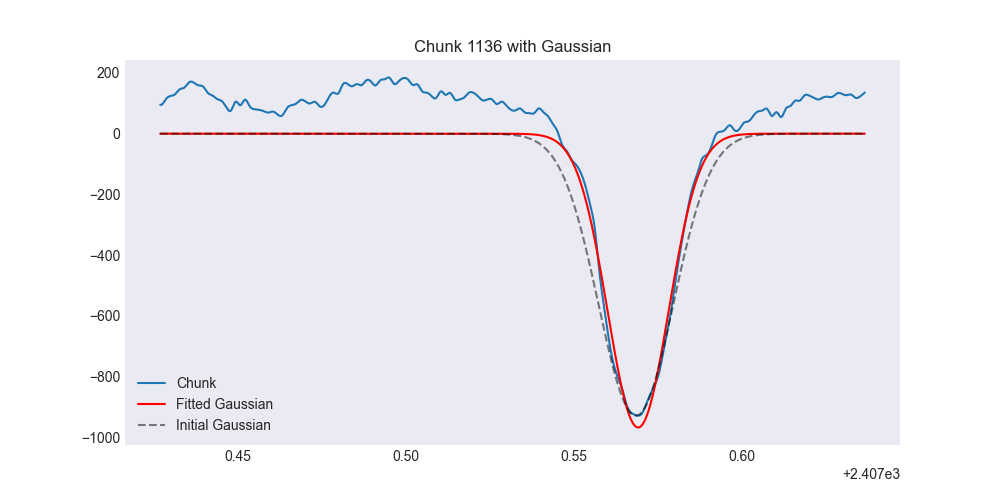 Chunk 1136 with Gaussian
200
0
−200
−400
−600
−800
−1000
Chunk
Fitted Gaussian
Initial Gaussian
0.45 0.50 0.55 0.60
+2.407e3